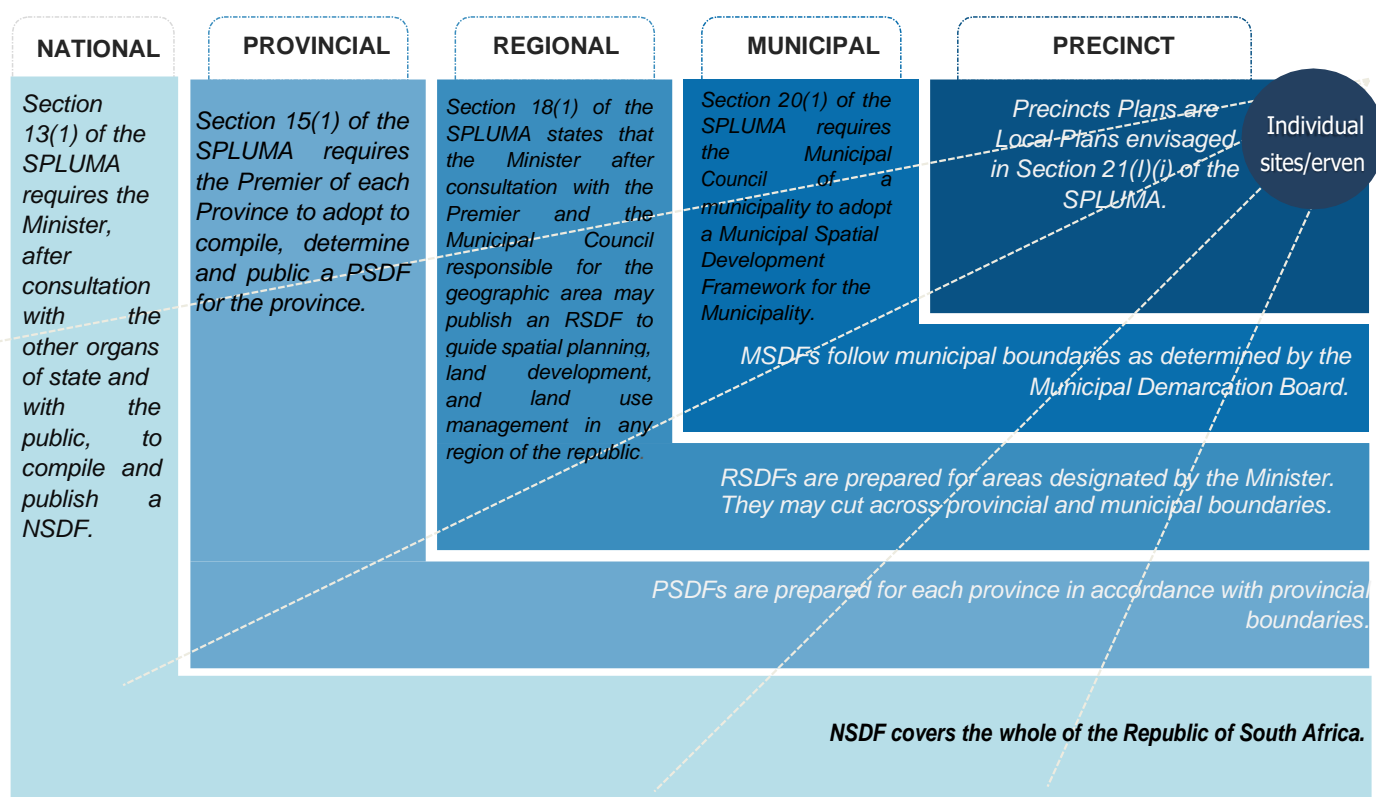 NATIONAL
PROVINCIAL
REGIONAL
MUNICIPAL
PRECINCT
Section
13(1) of the
SPLUMA
requires the
Minister,
after
consultation
with the
other organs
of state and
with the
public, to
compile and
publish a
NSDF.
Section 15(1) of the
SPLUMA requires
the Premier of each
Province to adopt to
compile, determine
and public a PSDF
for the province.
Section 18(1) of the
SPLUMA states that
the Minister after
consultation with the
Premier and the
Municipal Council
responsible for the
geographic area may
publish an RSDF to
guide spatial planning,
land development,
and land use
management in any
region of the republic.
Section 20(1) of the
SPLUMA requires
the Municipal
Council of a
municipality to adopt
a Municipal Spatial
Development
Framework for the
Municipality.
Precincts Plans are
Local Plans envisaged
in Section 21(I)(i) of the
SPLUMA.
Individual
sites/erven
MSDFs follow municipal boundaries as determined by the
Municipal Demarcation Board.
RSDFs are prepared for areas designated by the Minister.
They may cut across provincial and municipal boundaries.
PSDFs are prepared for each province in accordance with provincial
boundaries.
NSDF covers the whole of the Republic of South Africa.